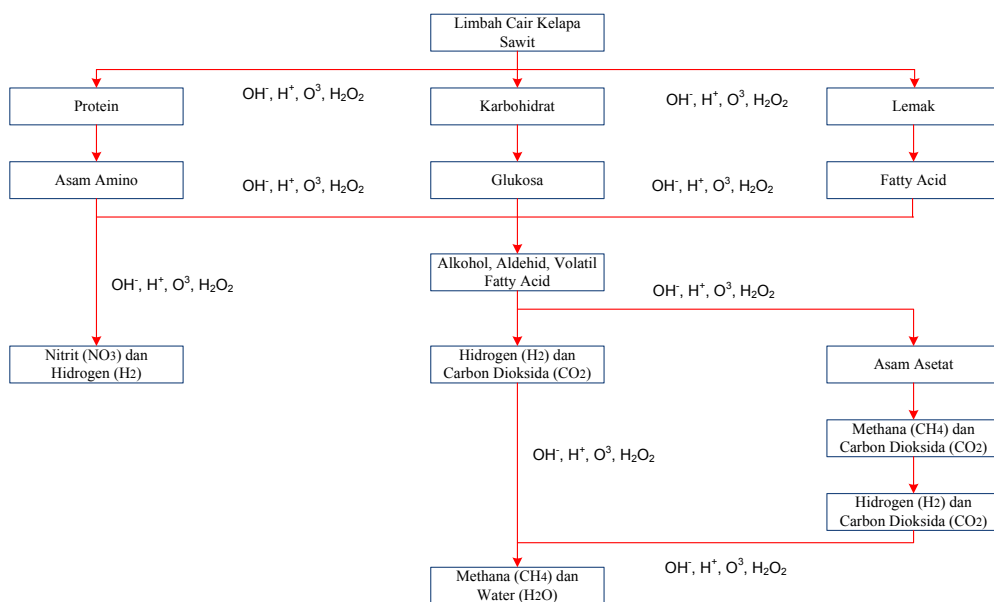 Limbah Cair Kelapa
Sawit
OH⁻, H⁺, O³, H₂O₂
OH⁻, H⁺, O³, H₂O₂
Protein
Karbohidrat
Lemak
Asam Amino
OH⁻, H⁺, O³, H₂O₂
Glukosa
OH⁻, H⁺, O³, H₂O₂
Fatty Acid
Alkohol, Aldehid, Volatil
Fatty Acid
OH⁻, H⁺, O³, H₂O₂
OH⁻, H⁺, O³, H₂O₂
Nitrit (NO₃) dan
Hidrogen (H₂)
Hidrogen (H₂) dan
Carbon Dioksida (CO₂)
Asam Asetat
Methana (CH₄) dan
Carbon Dioksida (CO₂)
OH⁻, H⁺, O³, H₂O₂
Hidrogen (H₂) dan
Carbon Dioksida (CO₂)
OH⁻, H⁺, O³, H₂O₂
Methana (CH₄) dan
Water (H₂O)